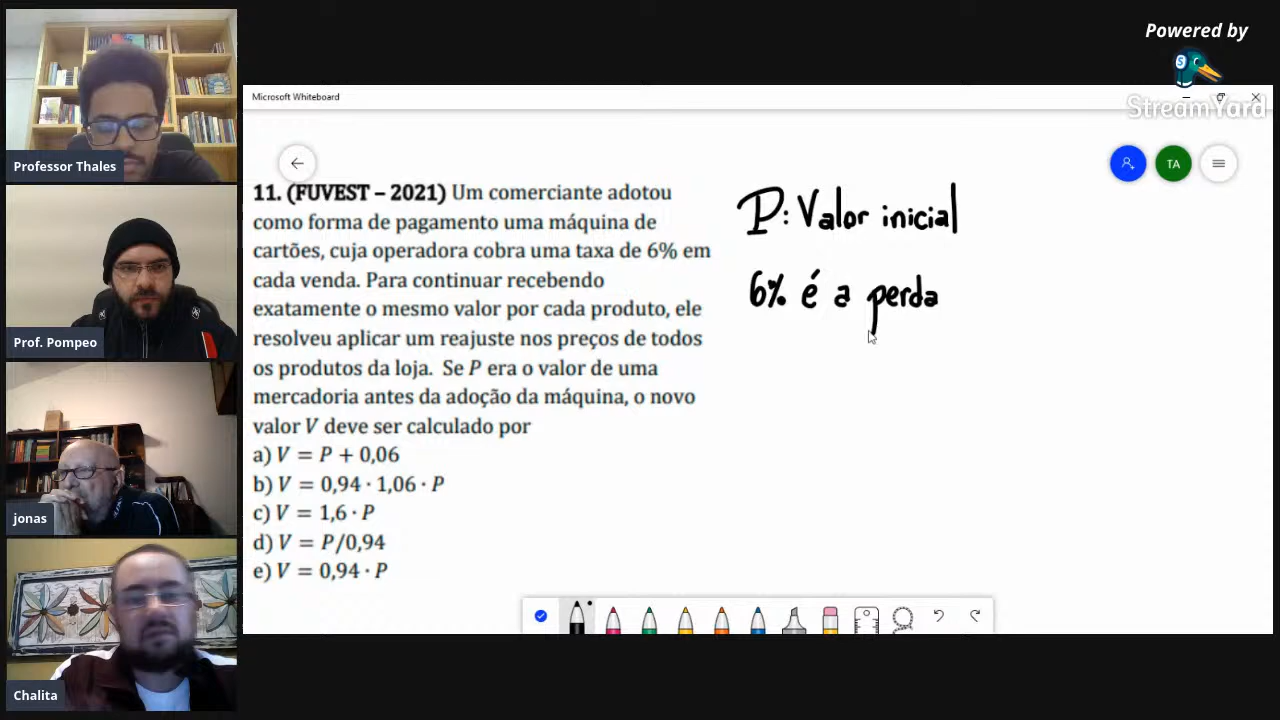 Powered by
StreamYard
Microsoft Whiteboard
TA
11. (FUVEST – 2021) Um comerciante adotou
como forma de pagamento uma máquina de
cartões, cuja operadora cobra uma taxa de 6% em
cada venda. Para continuar recebendo
exatamente o mesmo valor por cada produto, ele
resolveu aplicar um reajuste nos preços de todos
os produtos da loja. Se P era o valor de uma
mercadoria antes da adoção da máquina, o novo
valor V deve ser calculado por
a) V = P + 0,06
b) V = 0,94 · 1,06 · P
c) V = 1,6 · P
d) V = P/0,94
e) V = 0,94 · P
P: Valor inicial
6% é a perda
Professor Thales
Prof. Pompeo
jonas
Chalita